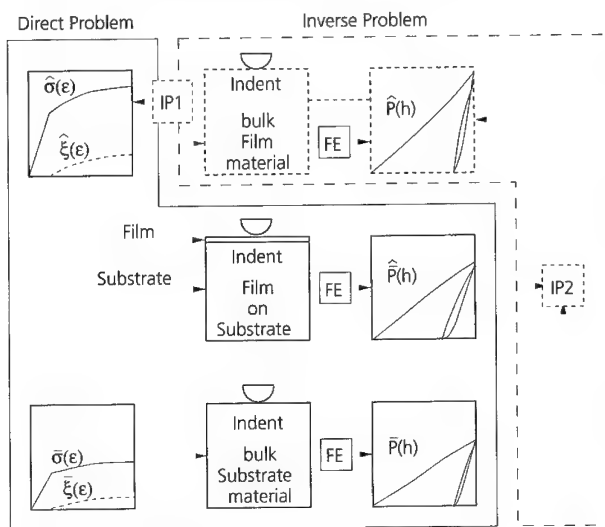 Direct Problem
Inverse Problem
σ̂(ε)
ξ̂(ε)
IP1
Indent
bulk
Film
material
FE
P̂(h)
Film
Substrate
Indent
Film
on
Substrate
FE
P̄̂(h)
IP2
σ̄(ε)
ξ̄(ε)
Indent
bulk
Substrate
material
FE
P̄(h)